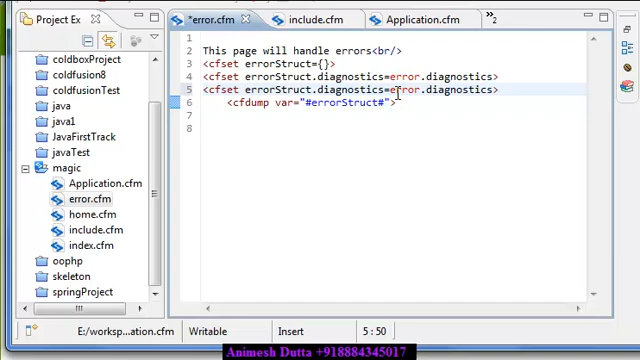 Project Ex
*error.cfm
include.cfm
Application.cfm
»2
coldboxProject
coldfusion8
coldfusionTest
java
java1
JavaFirstTrack
javaTest
magic
Application.cfm
error.cfm
home.cfm
include.cfm
index.cfm
oophp
skeleton
springProject
1
2 This page will handle errors<br/>
3 <cfset errorStruct={}>
4 <cfset errorStruct.diagnostics=error.diagnostics>
5 <cfset errorStruct.diagnostics=error.diagnostics>
6 <cfdump var="#errorStruct#">
7
8
E:/worksp...ation.cfm
Writable
Insert
5 : 50
Animesh Dutta +918884345017